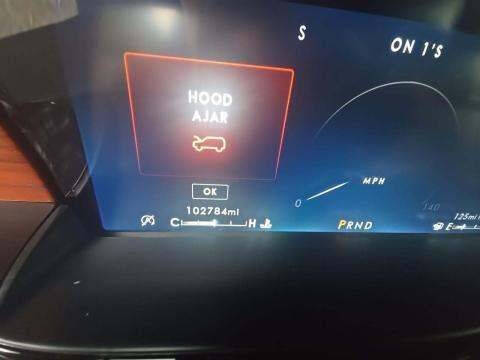 S
ON 1'S
HOOD
AJAR
OK
102784mi
C H
0
MPH
140
PRND
125mi
E